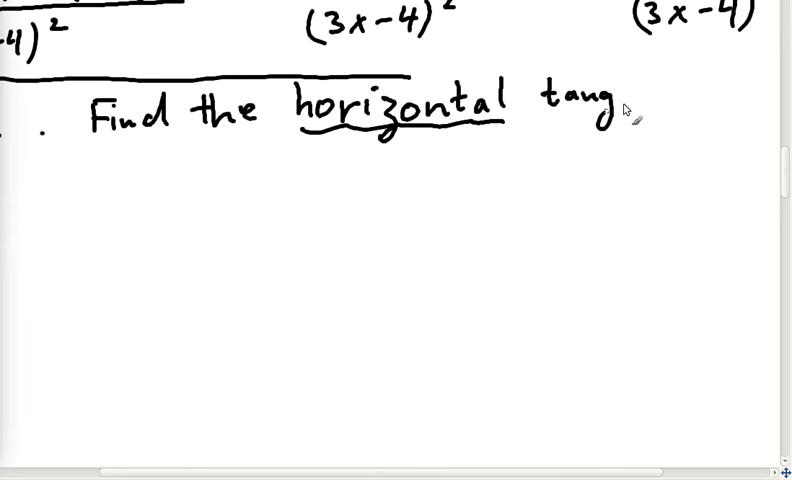 -4)² (3x-4)² (3x-4)
. Find the horizontal tang